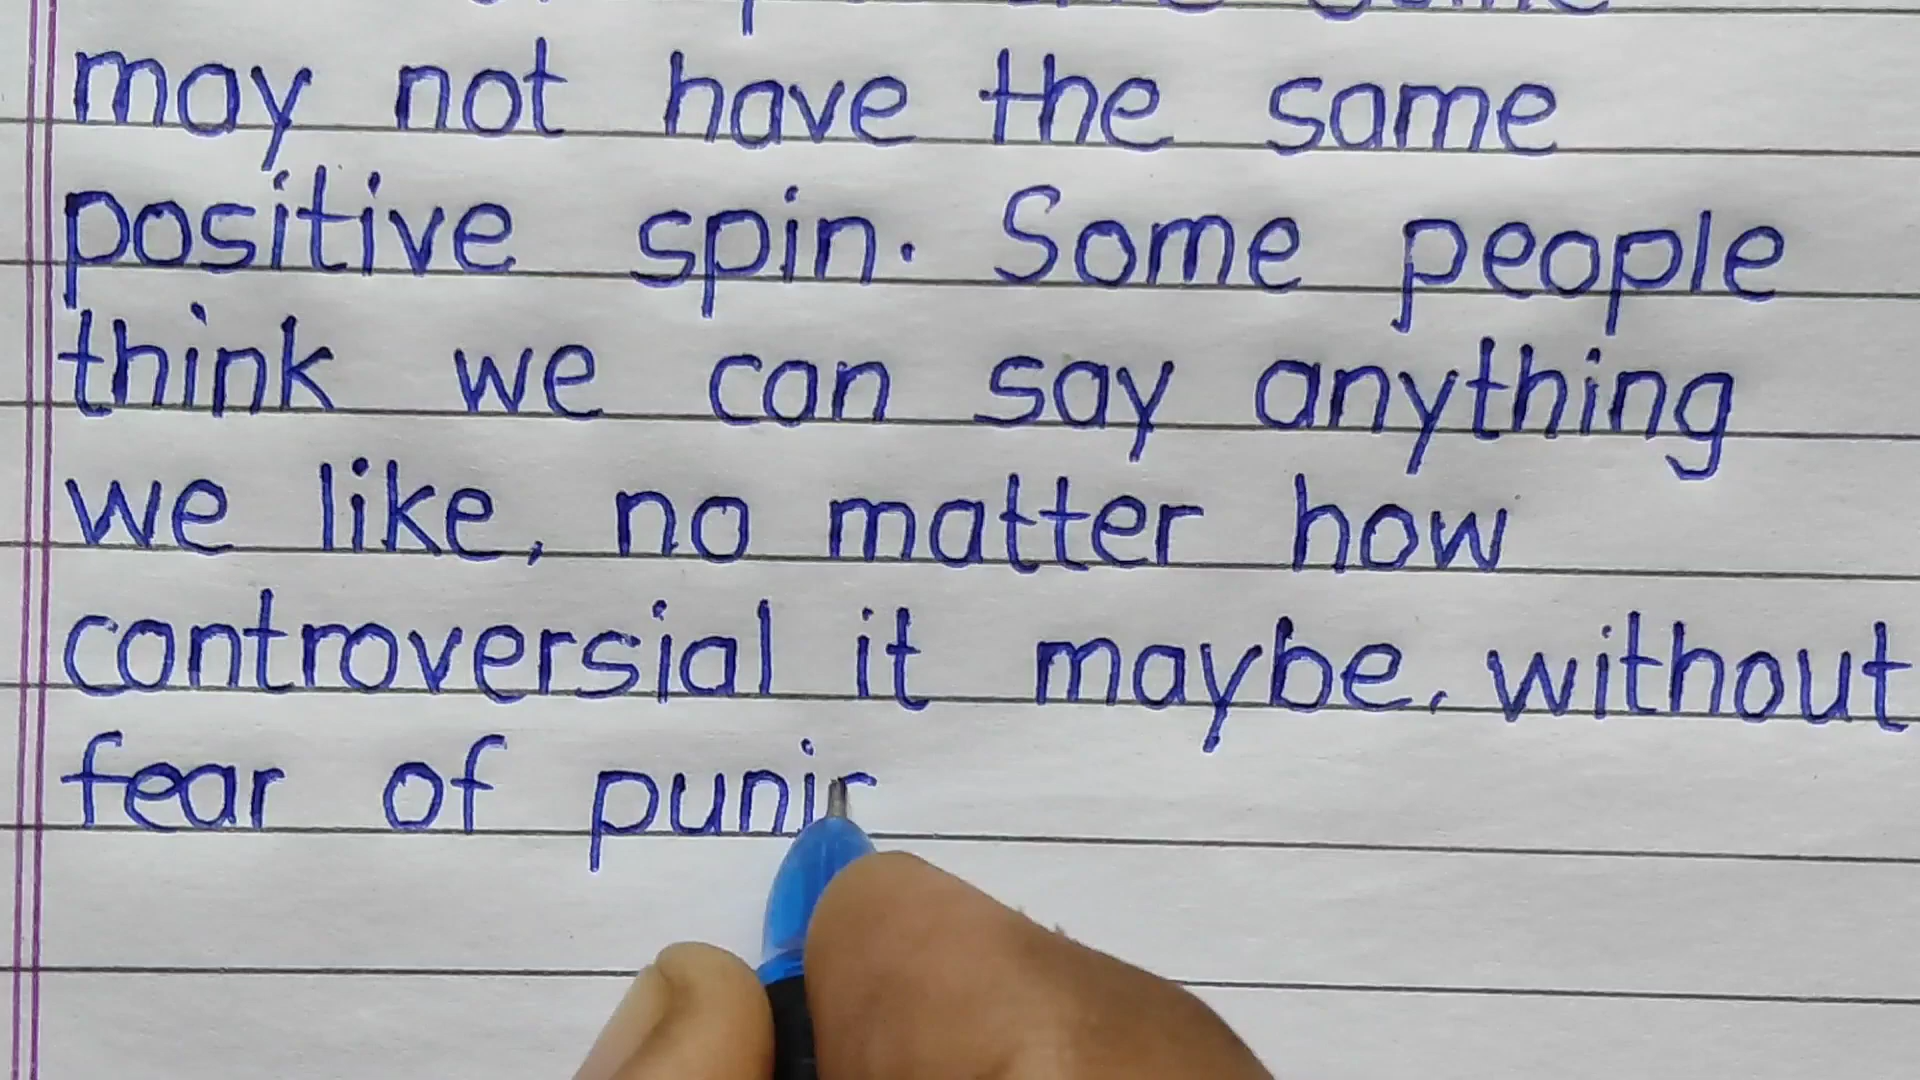 may not have the same
positive spin. Some people
think we can say anything
we like, no matter how
controversial it maybe, without
fear of